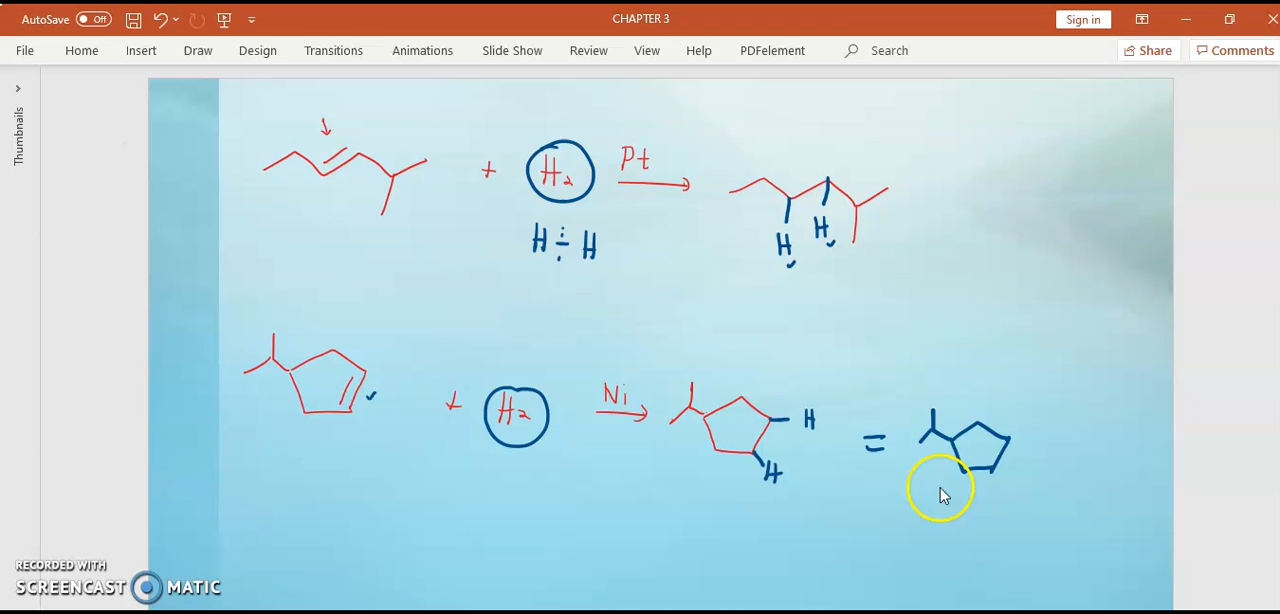 AutoSave Off CHAPTER 3 Sign in
File Home Insert Draw Design Transitions Animations Slide Show Review View Help PDFelement Search Share Comments
Thumbnails
+ H₂ Pt
H H
H H
+ H₂ Ni
H
H
=
RECORDED WITH
SCREENCAST MATIC